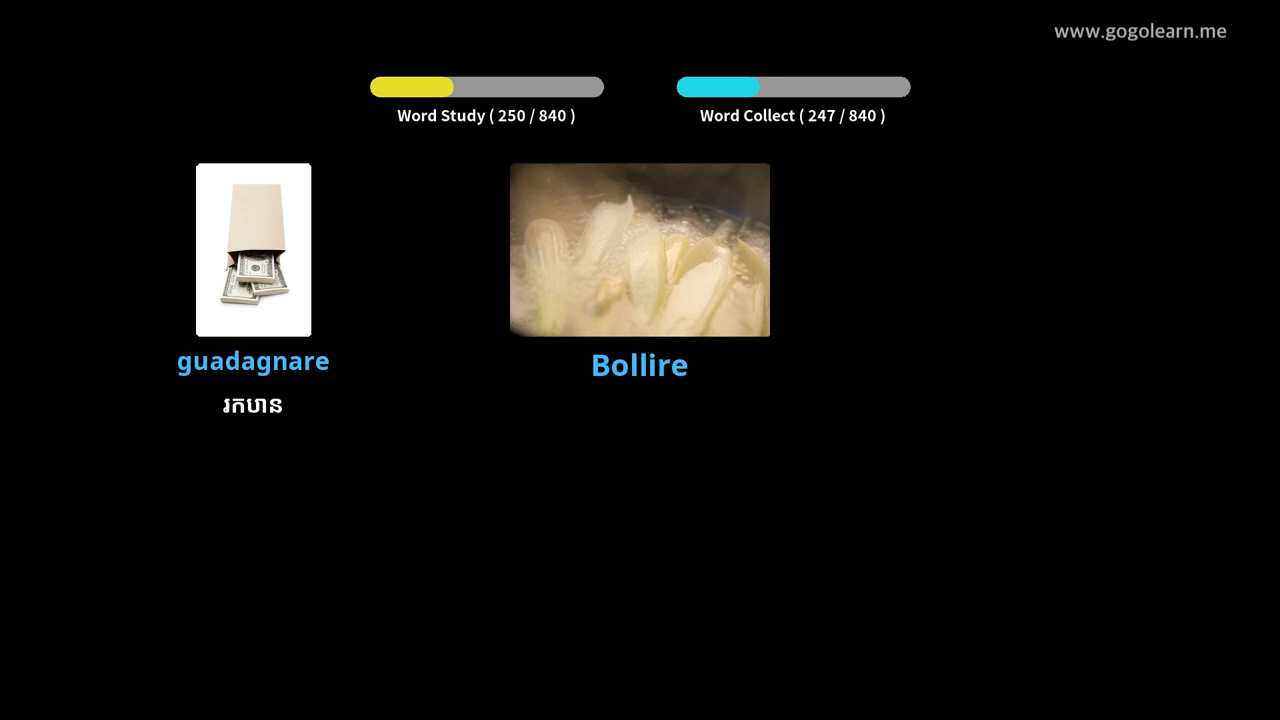 www.gogolearn.me
Word Study ( 250 / 840 )
Word Collect ( 247 / 840 )
guadagnare
រកបាន
Bollire